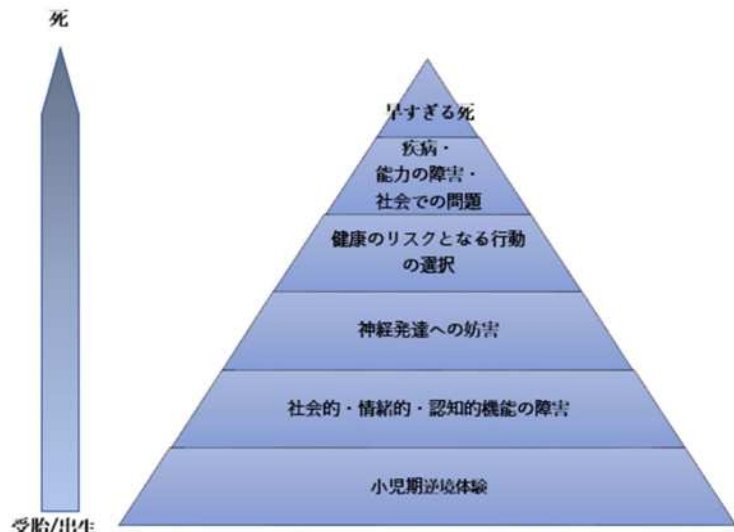 死
早すぎる死
疾病・
能力の障害・
社会での問題
健康のリスクとなる行動
の選択
神経発達への妨害
社会的・情緒的・認知的機能の障害
小児期逆境体験
受胎/出生